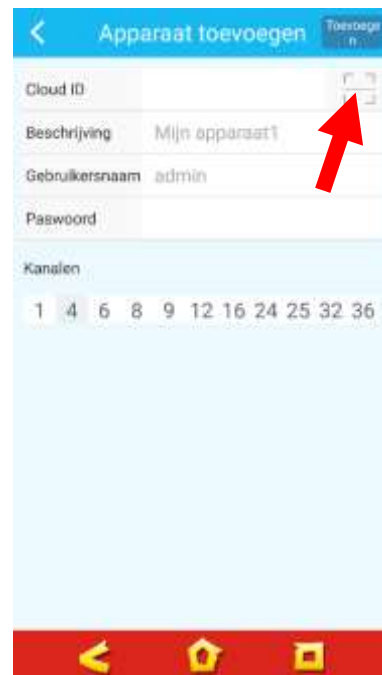 Apparaat toevoegen
Toevoege
n
Cloud ID
Beschrijving Mijn apparaat1
Gebruikersnaam admin
Paswoord
Kanalen
1 4 6 8 9 12 16 24 25 32 36